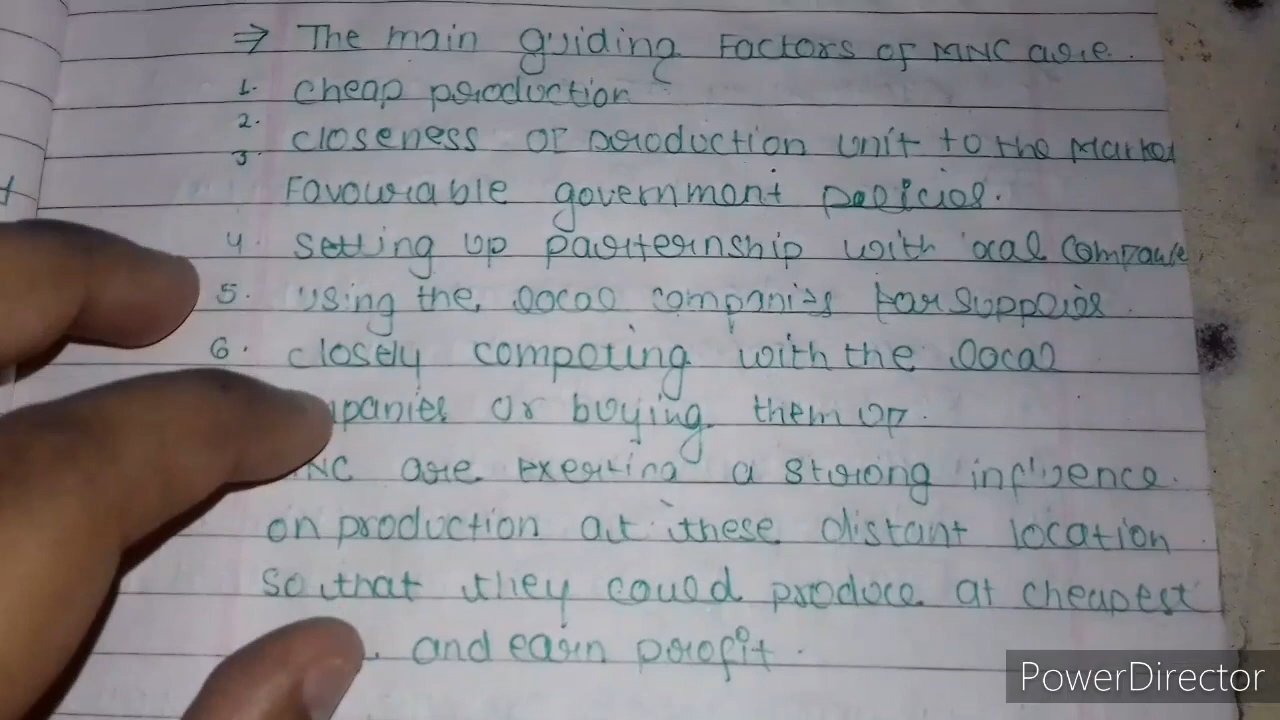 ⇒ The main guiding Factors of MNC are.
1. cheap production
2. closeness of production unit to the Market
3. Favourable government policies.
4. setting up parternship with ocal Companie
5. using the local companies for supplies
6. closely competing with the local
panies or buying them up.
NC are exerting a strong influence.
on production at these distant location
so that they could produce at cheapest
and earn profit.
PowerDirector